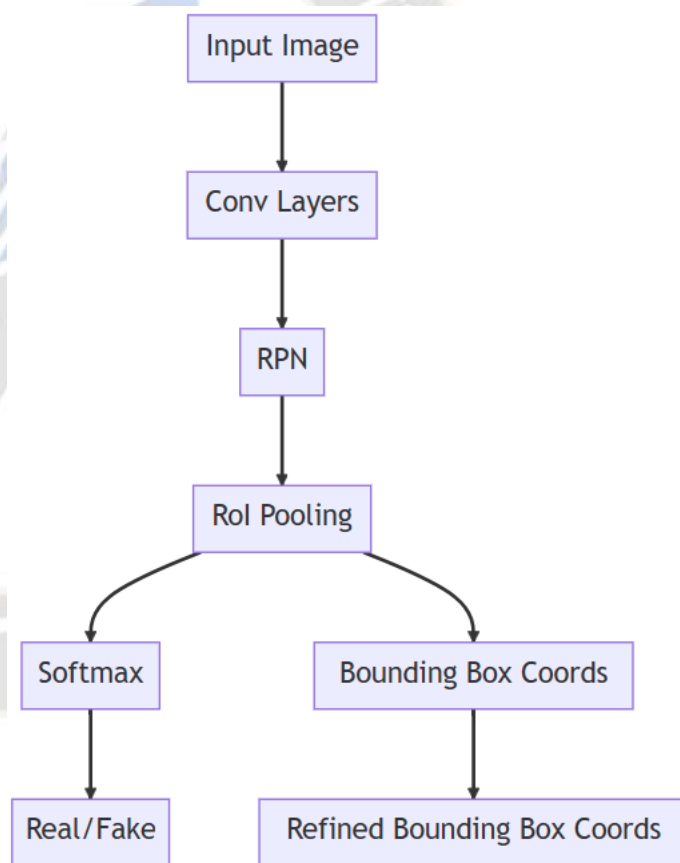 Input Image
Conv Layers
RPN
RoI Pooling
Softmax
Bounding Box Coords
Real/Fake
Refined Bounding Box Coords